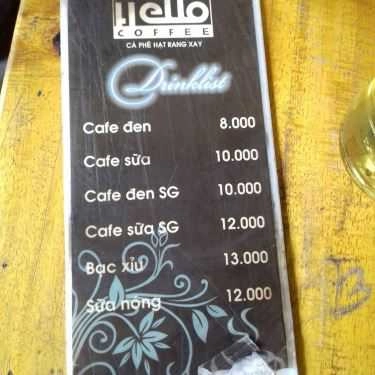 Hello
COFFEE
CÀ PHÊ HẠT RANG XAY
Drinklist
Cafe đen 8.000
Cafe sữa 10.000
Cafe đen SG 10.000
Cafe sữa SG 12.000
Bạc xỉu 13.000
Sữa nóng 12.000